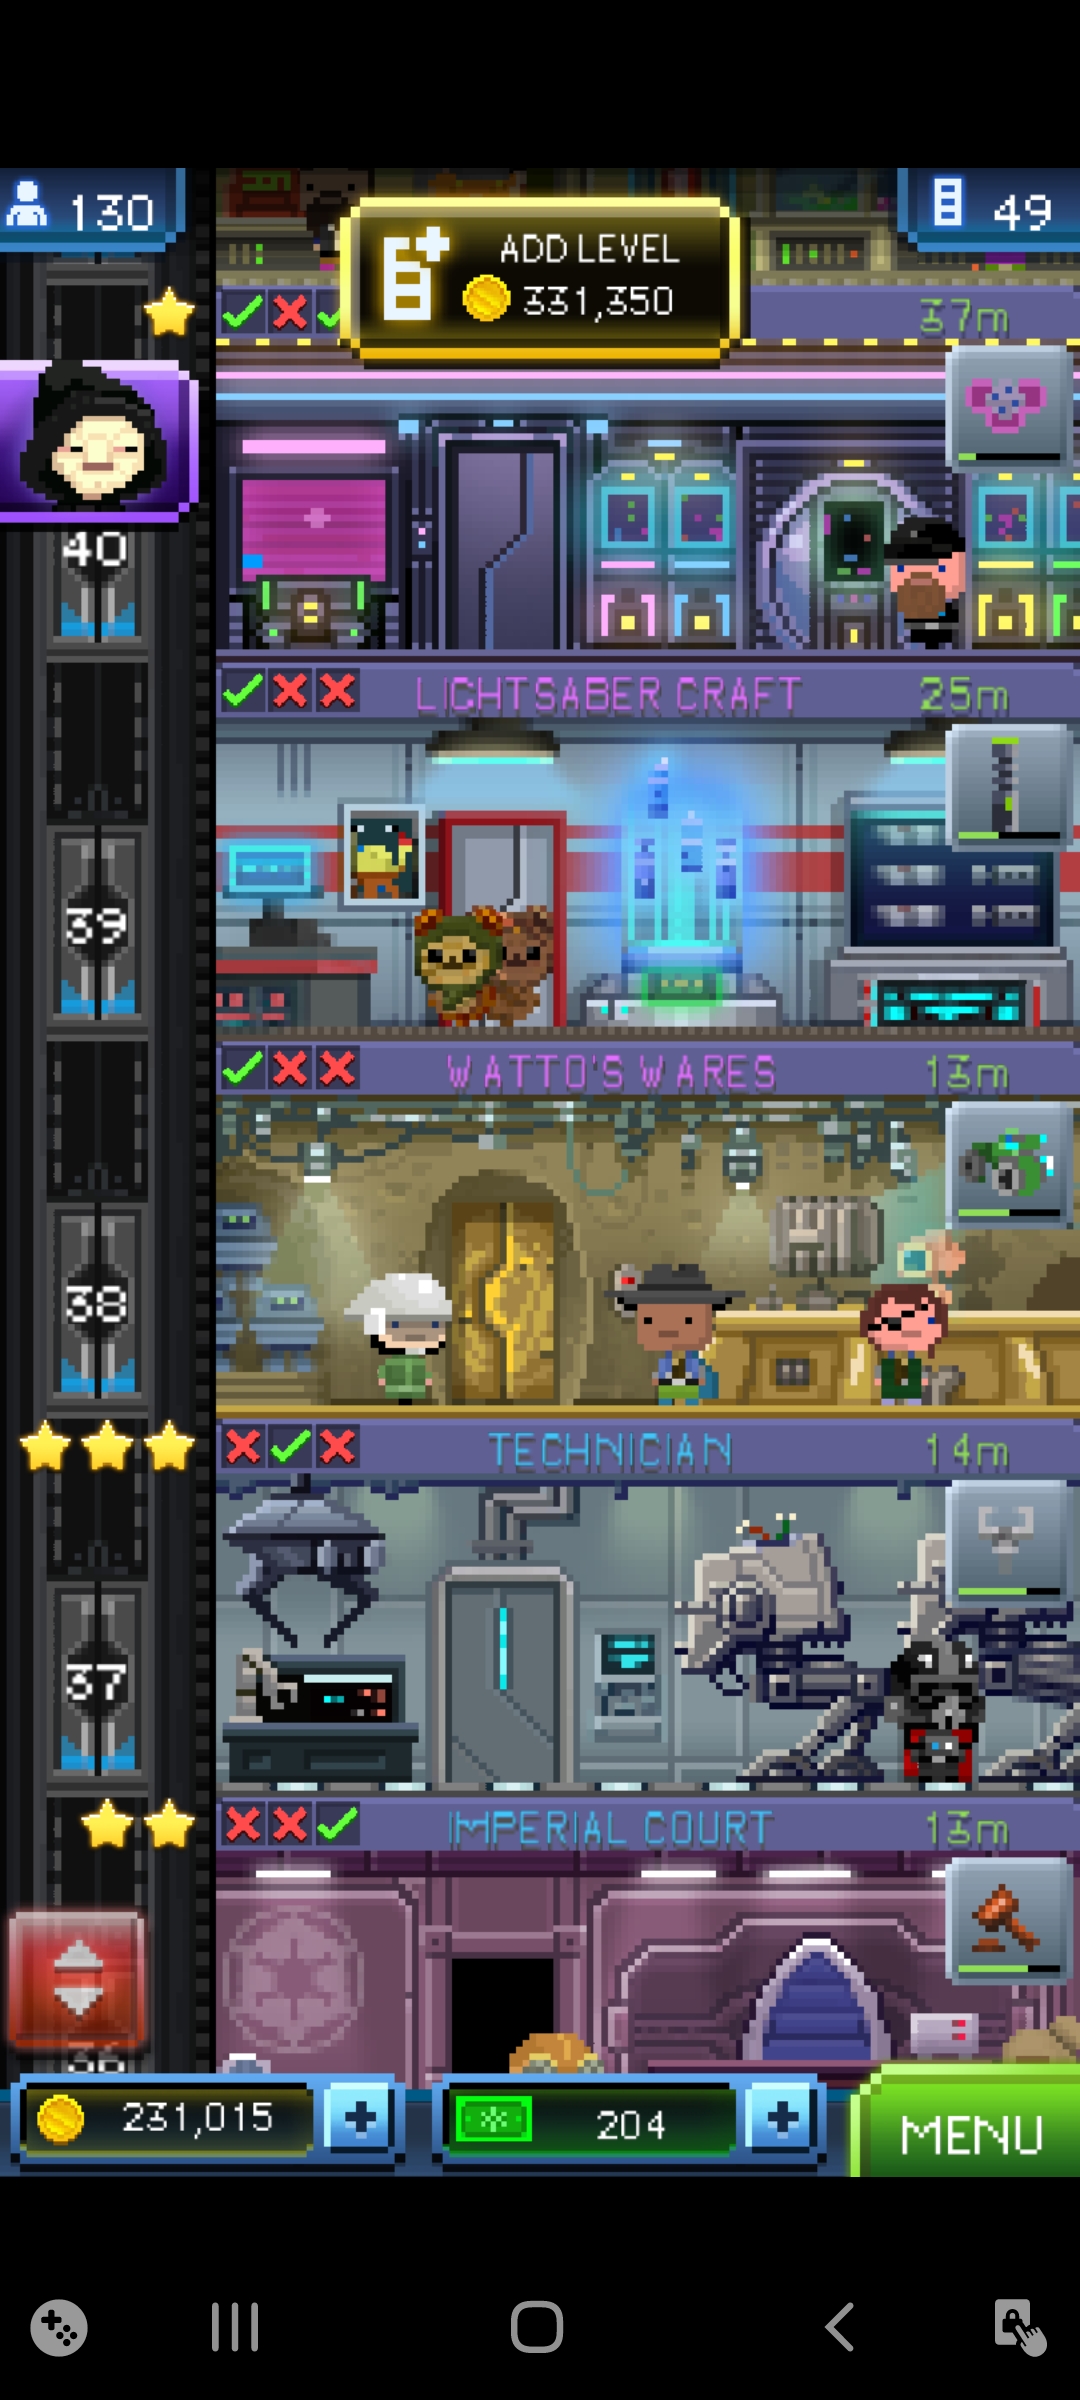 130
49
ADD LEVEL
331,350
37m
40
LIGHTSABER CRAFT
25m
39
WATTO'S WARES
13m
38
TECHNICIAN
14m
37
IMPERIAL COURT
13m
36
231,015
204
MENU